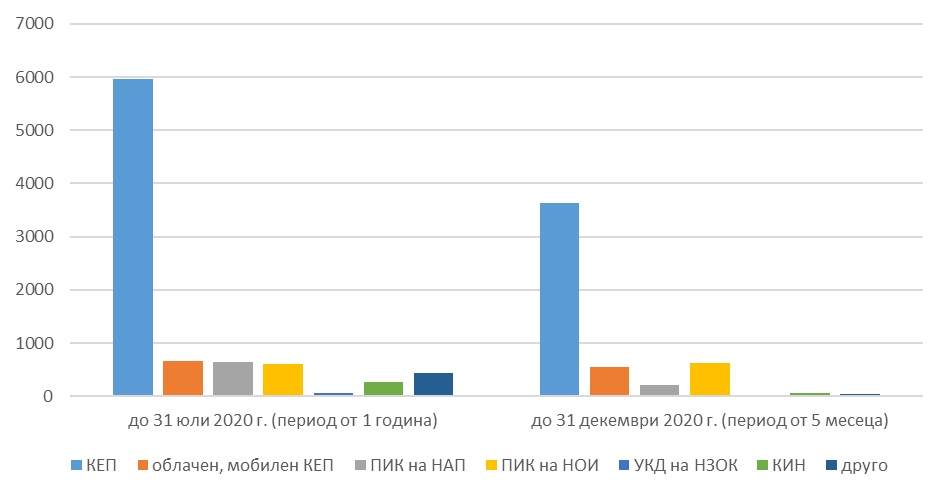 7000
6000
5000
4000
3000
2000
1000
0
до 31 юли 2020 г. (период от 1 година)
до 31 декември 2020 г. (период от 5 месеца)
КЕП
облачен, мобилен КЕП
ПИК на НАП
ПИК на НОИ
УКД на НЗОК
КИН
друго